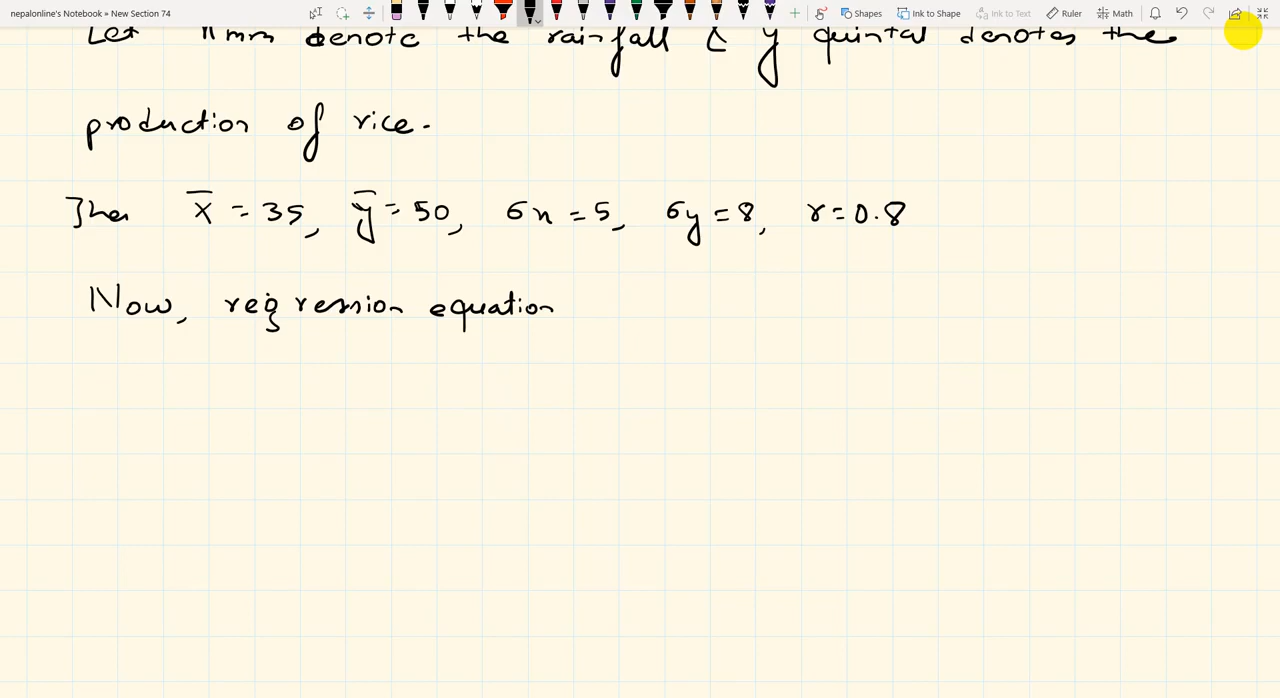 nepalonline's Notebook » New Section 74
Shapes Ink to Shape Ink to Text Ruler Math
Let xmm denote the rainfall & y quintal denotes the
production of rice.
Then x̄ = 35, ȳ = 50, σx = 5, σy = 8, r = 0.8
Now, regression equation